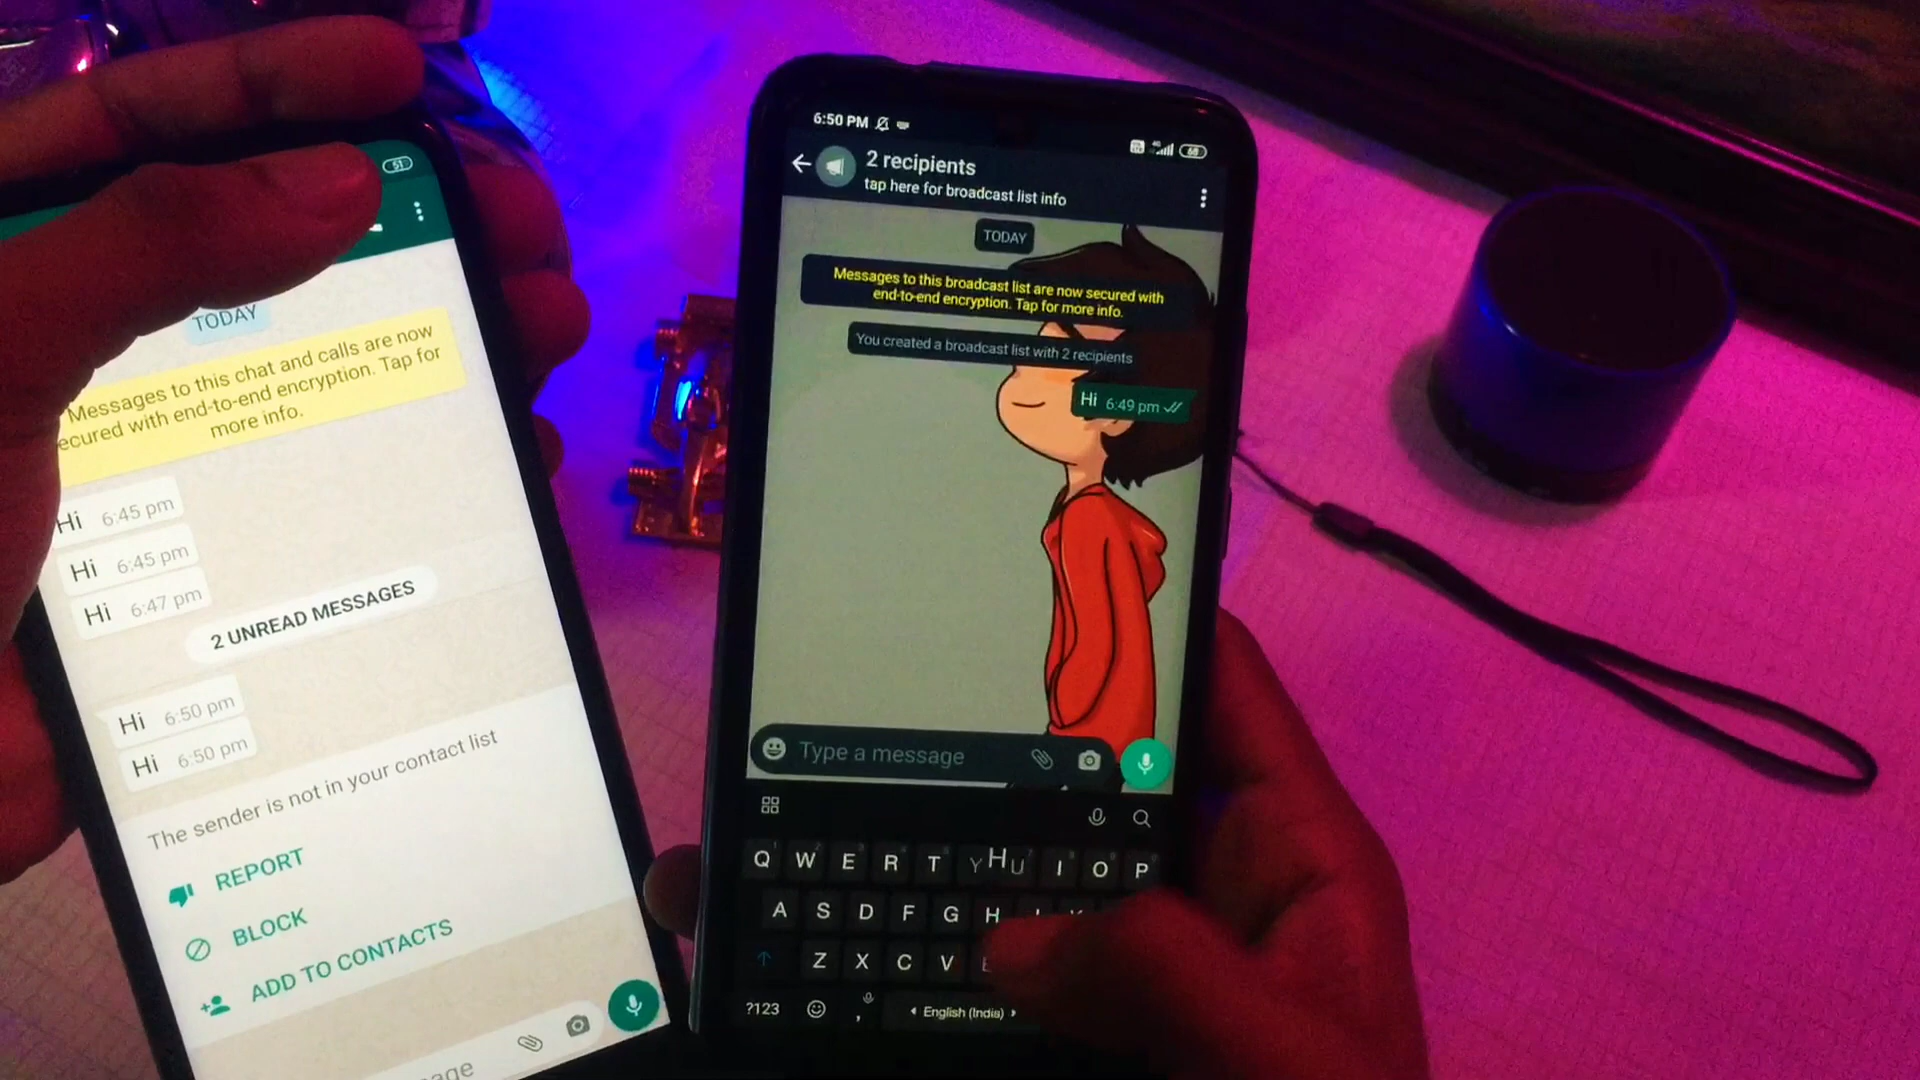 51
TODAY
Messages to this chat and calls are now
secured with end-to-end encryption. Tap for
more info.
Hi 6:45 pm
Hi 6:45 pm
Hi 6:47 pm
2 UNREAD MESSAGES
Hi 6:50 pm
Hi 6:50 pm
The sender is not in your contact list
REPORT
BLOCK
ADD TO CONTACTS
age
6:50 PM
68
2 recipients
tap here for broadcast list info
TODAY
Messages to this broadcast list are now secured with
end-to-end encryption. Tap for more info.
You created a broadcast list with 2 recipients
Hi 6:49 pm
Type a message
Q W E R T Y H U I O P
A S D F G H
Z X C V
?123 , English (India)